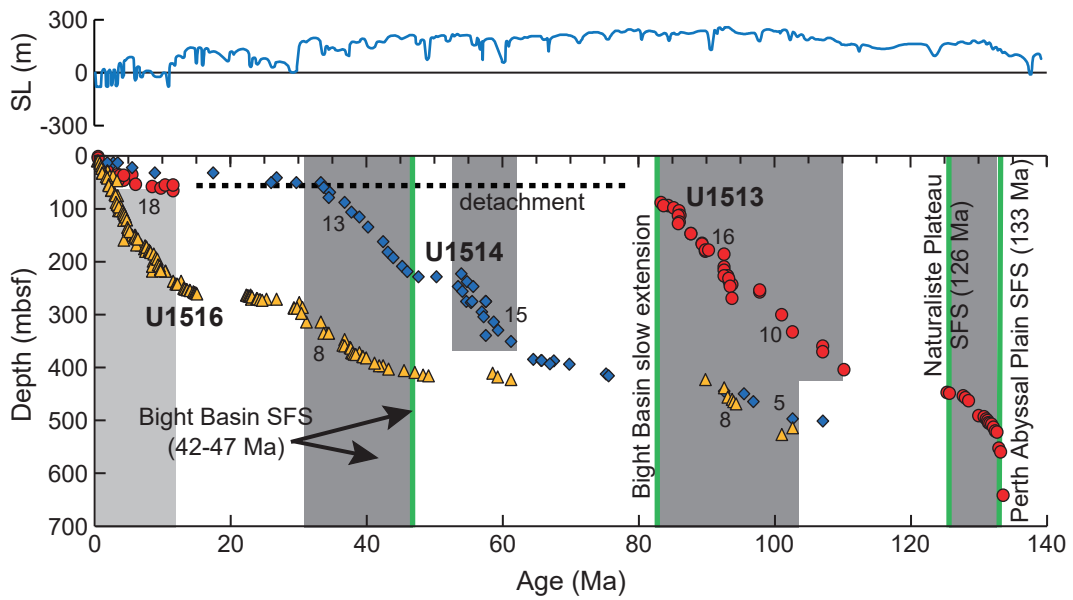 300
0
-300
SL (m)
0
100
200
300
400
500
600
700
Depth (mbsf)
18
U1516
13
detachment
U1514
15
8
Bight Basin SFS
(42-47 Ma)
Bight Basin slow extension
U1513
16
10
5
8
Naturaliste Plateau
SFS (126 Ma)
Perth Abyssal Plain SFS (133 Ma)
0
20
40
60
80
100
120
140
Age (Ma)